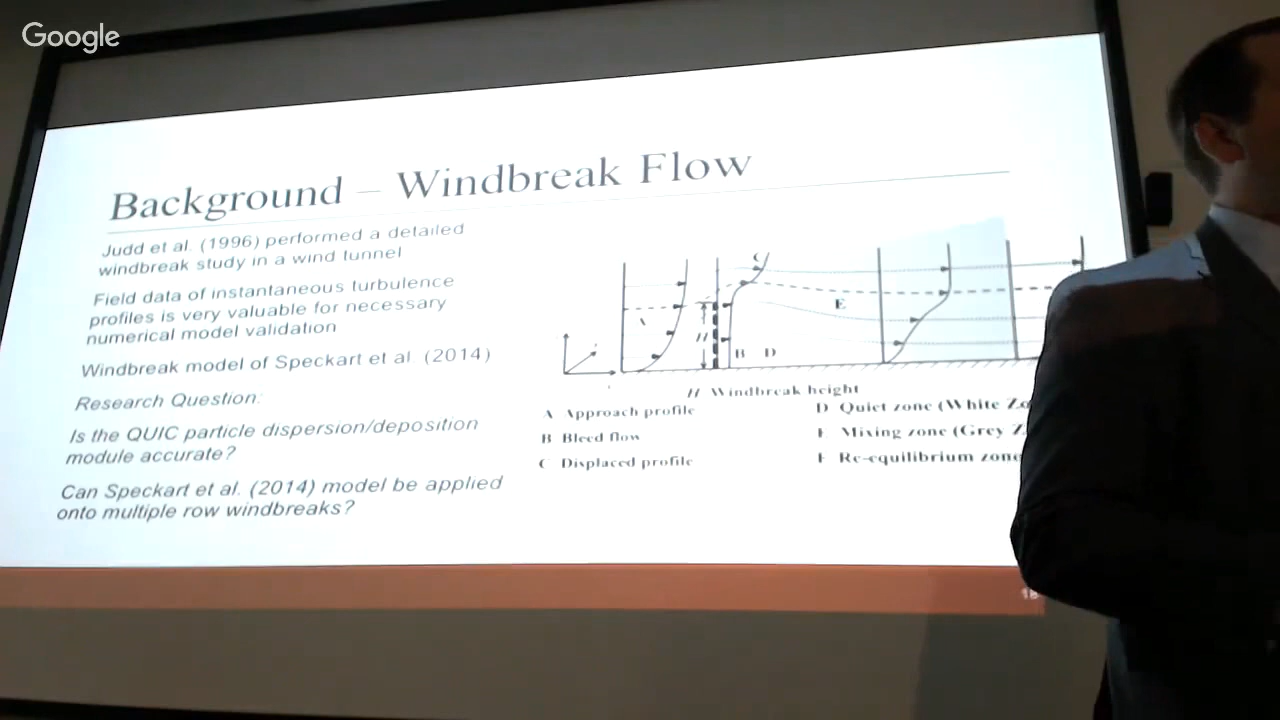 Google
Background – Windbreak Flow
Judd et al. (1996) performed a detailed
windbreak study in a wind tunnel
Field data of instantaneous turbulence
profiles is very valuable for necessary
numerical model validation
Windbreak model of Speckart et al (2014)
Research Question:
Is the QUIC particle dispersion/deposition
module accurate?
Can Speckart et al. (2014) model be applied
onto multiple row windbreaks?
E
H
B D
H Windbreak height
A Approach profile
B Bleed flow
C Displaced profile
D Quiet zone (White
E Mixing zone (Grey
F Re-equilibrium zone